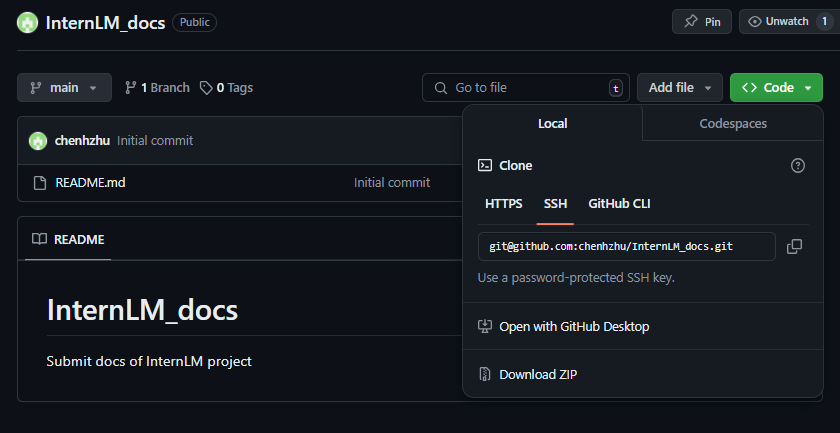 InternLM_docs Public Pin Unwatch 1
main 1 Branch 0 Tags Go to file t Add file <> Code
chenhzhu Initial commit
README.md Initial commit
README
InternLM_docs
Submit docs of InternLM project
Local Codespaces
Clone
HTTPS SSH GitHub CLI
git@github.com:chenhzhu/InternLM_docs.git
Use a password-protected SSH key.
Open with GitHub Desktop
Download ZIP